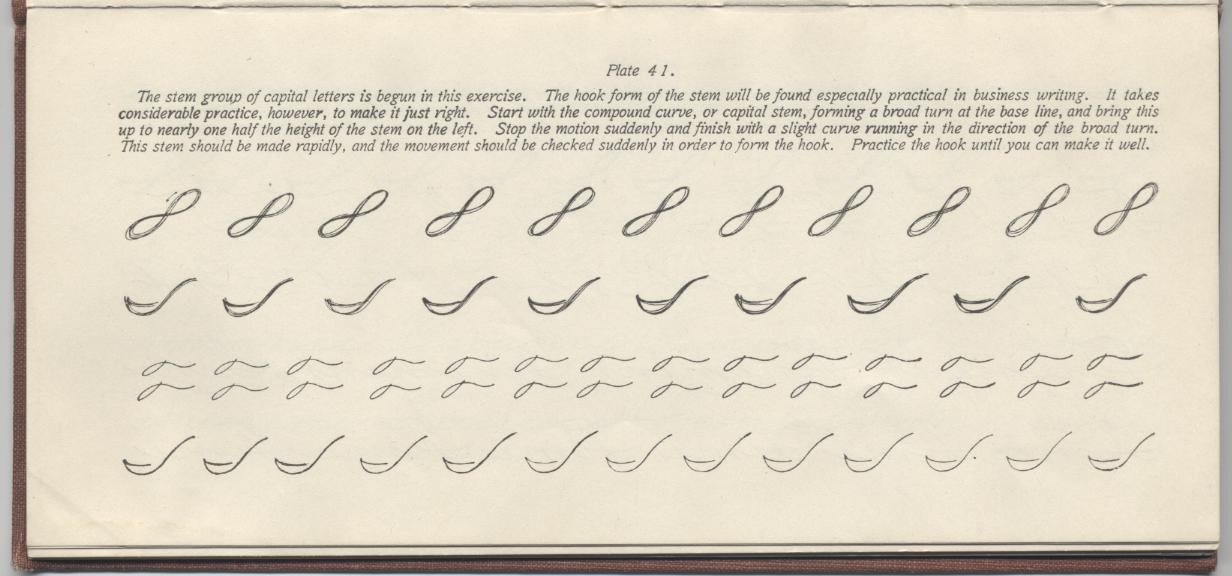 Plate 41.
The stem group of capital letters is begun in this exercise. The hook form of the stem will be found especially practical in business writing. It takes
considerable practice, however, to make it just right. Start with the compound curve, or capital stem, forming a broad turn at the base line, and bring this
up to nearly one half the height of the stem on the left. Stop the motion suddenly and finish with a slight curve running in the direction of the broad turn.
This stem should be made rapidly, and the movement should be checked suddenly in order to form the hook. Practice the hook until you can make it well.